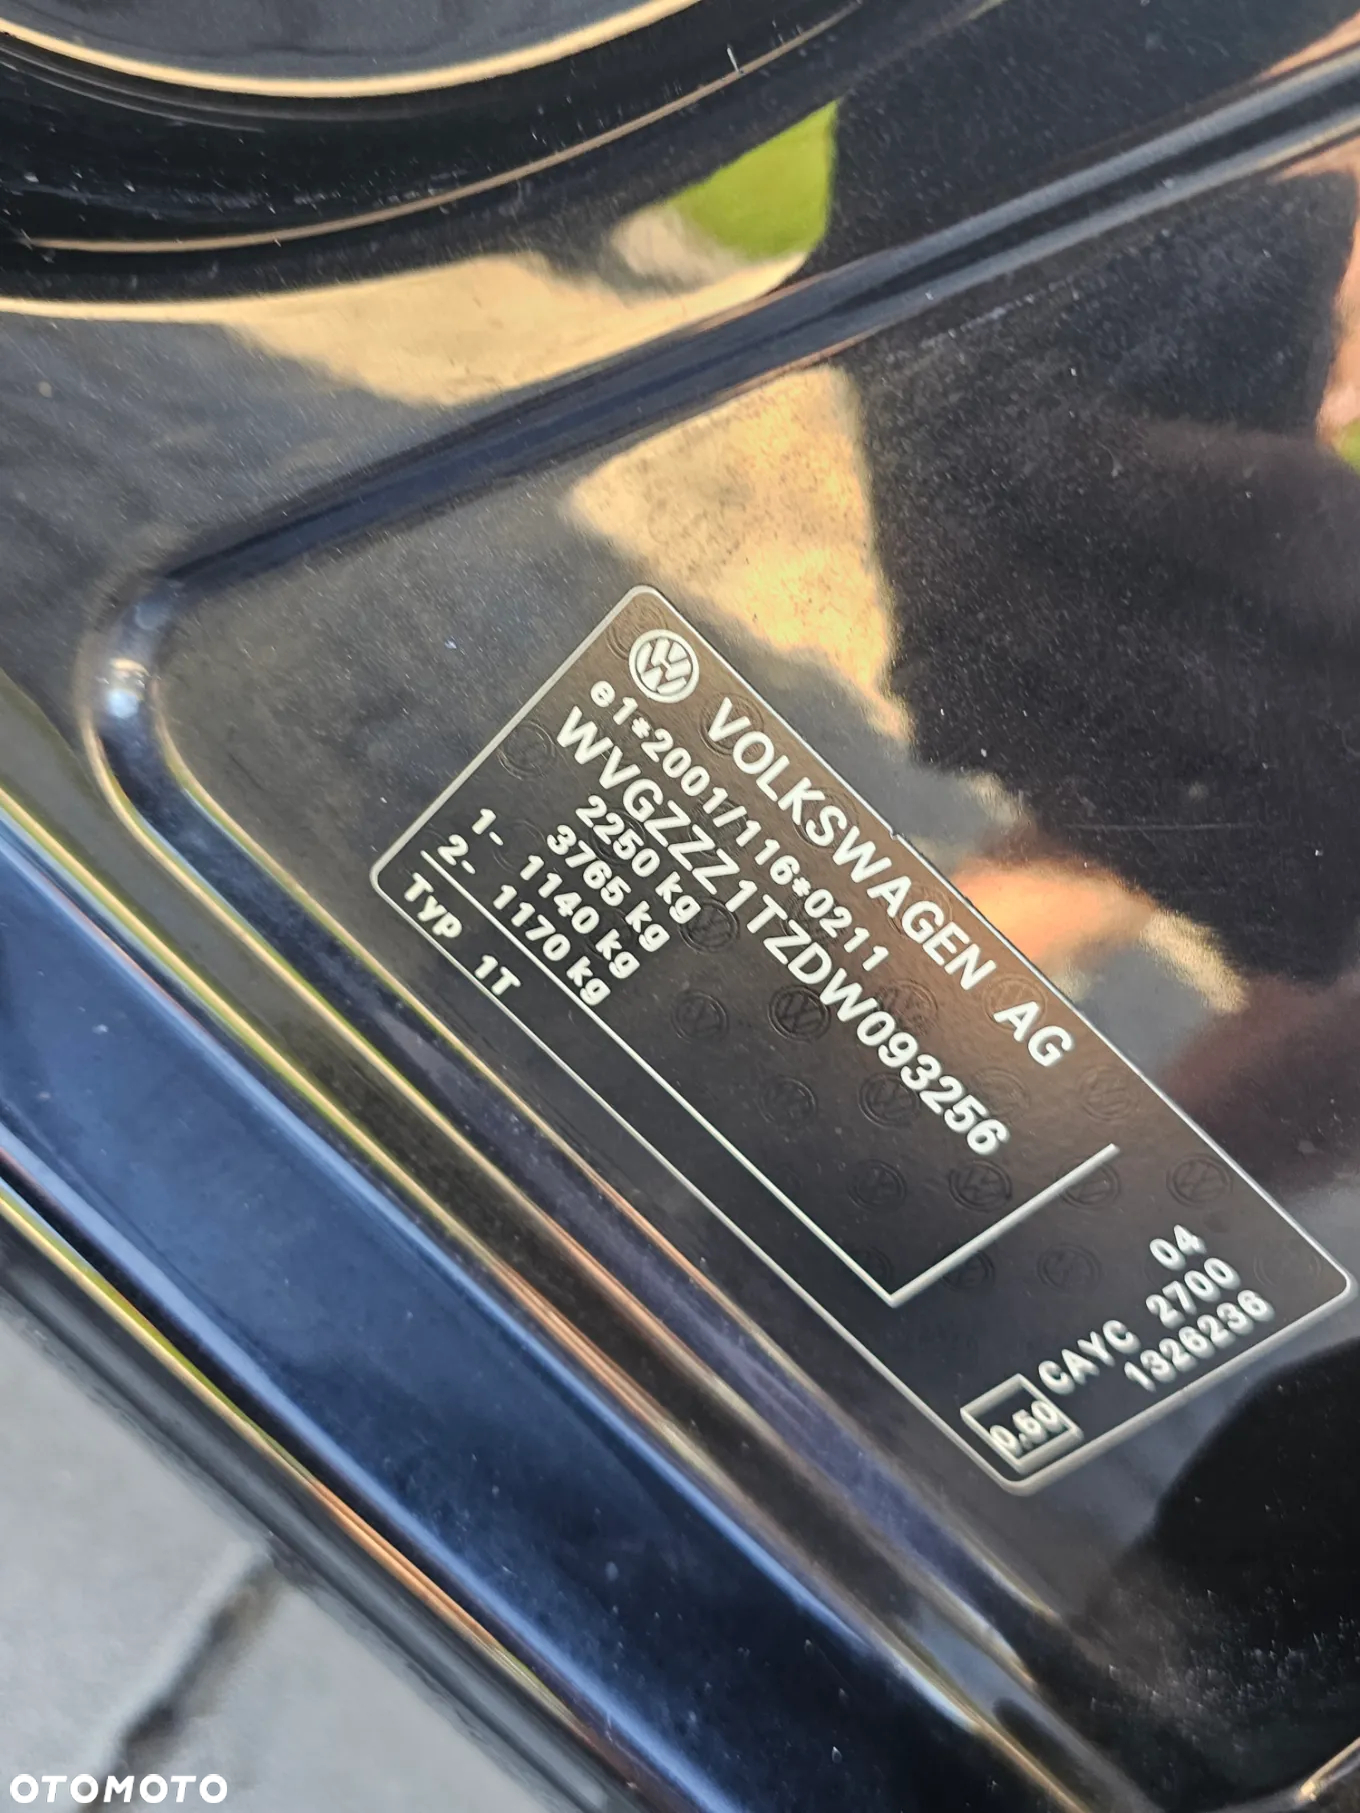 VOLKSWAGEN AG
e1*2001/116*0211
WVGZZZ1TZDW093256
2250 kg
3765 kg
1- 1140 kg
2- 1170 kg
Typ 1T
04
CAYC 2700
0.50 1326236
OTOMOTO